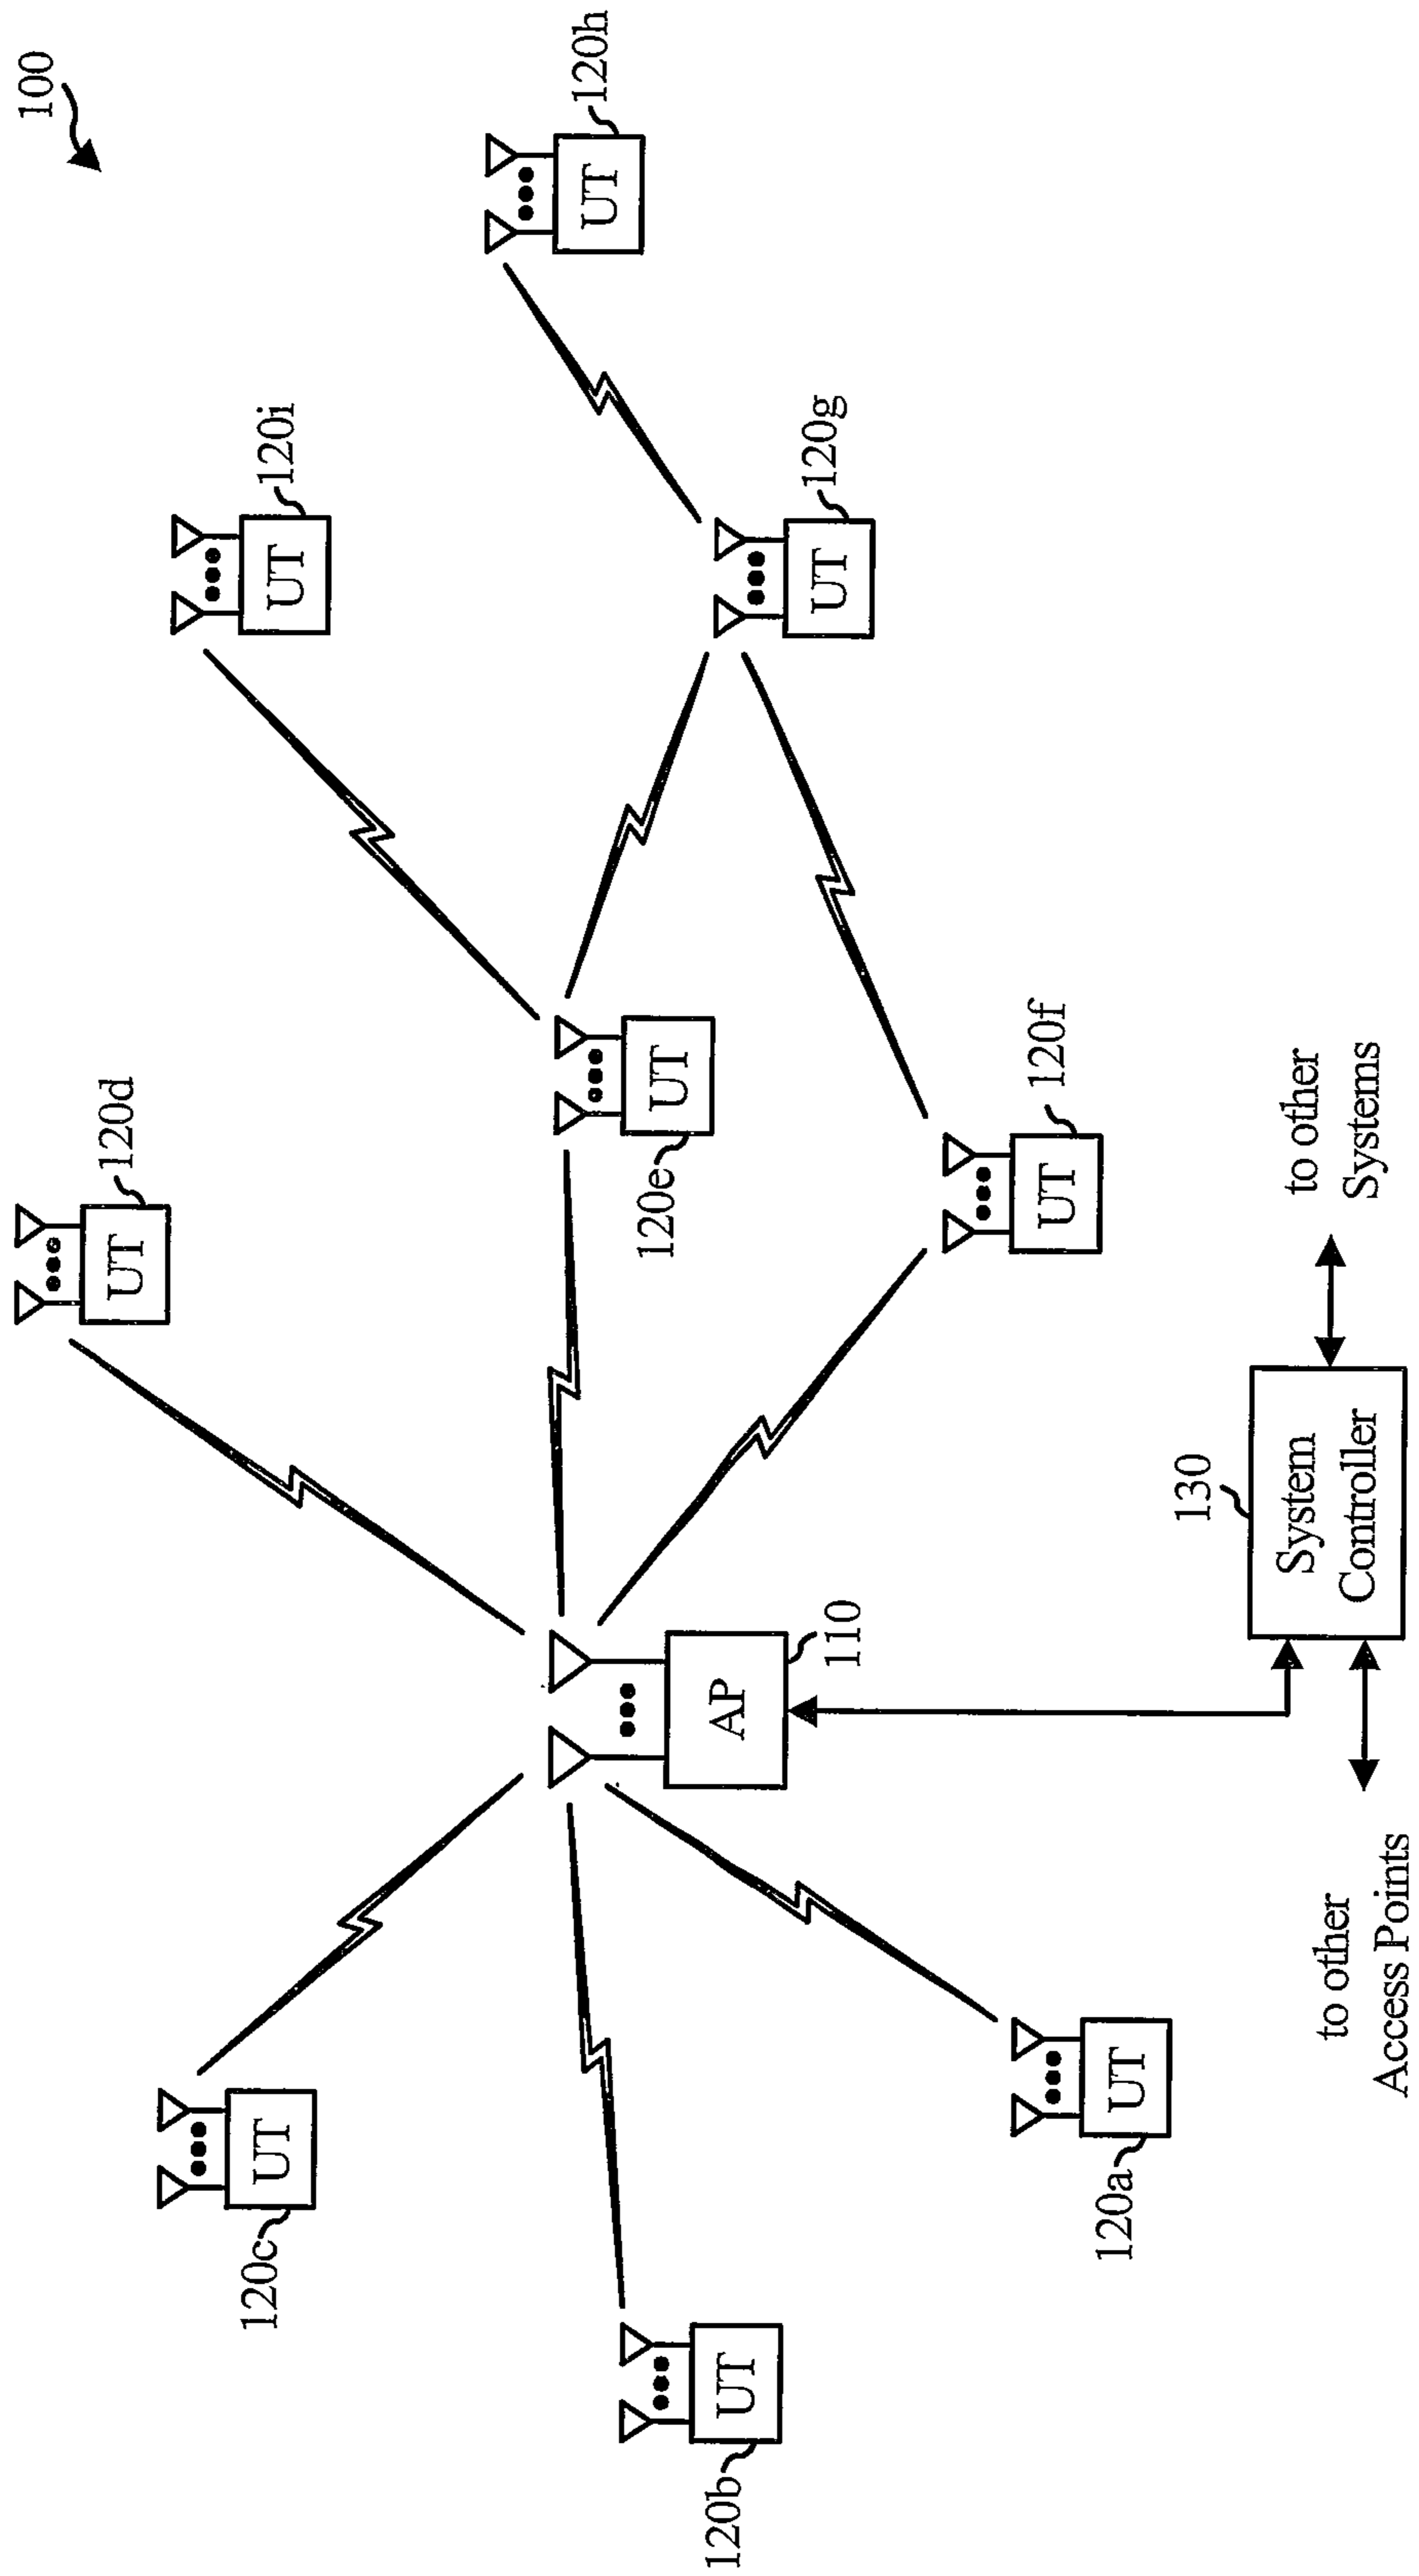 100
UT
120d
UT
120i
UT
120c
UT
120h
UT
120e
UT
120g
AP
110
UT
120b
UT
120f
UT
120a
130
System
Controller
to other
Systems
to other
Access Points